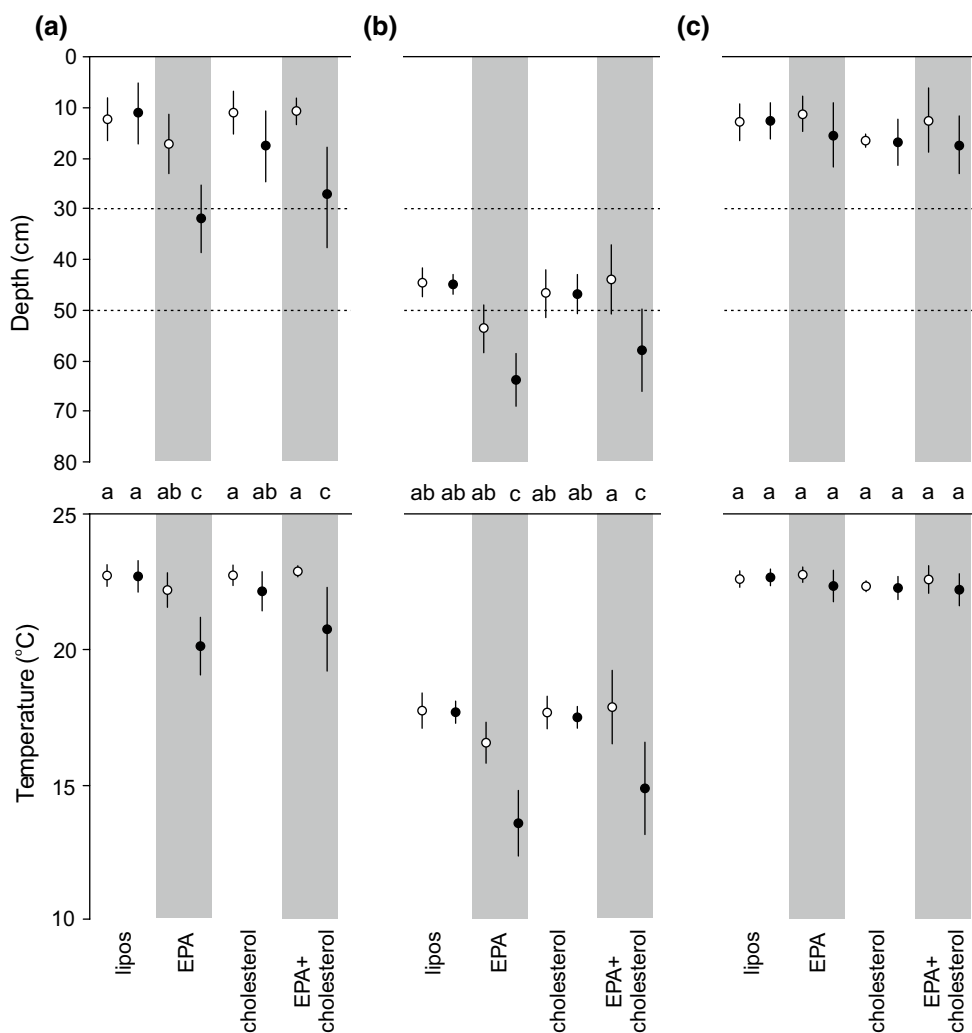 (a)
(b)
(c)
0
10
20
30
40
50
60
70
80
Depth (cm)
a a ab c a ab a c
ab ab ab c ab ab a c
a a a a a a a a
25
20
15
10
Temperature (°C)
lipos
EPA
cholesterol
EPA+
cholesterol
lipos
EPA
cholesterol
EPA+
cholesterol
lipos
EPA
cholesterol
EPA+
cholesterol